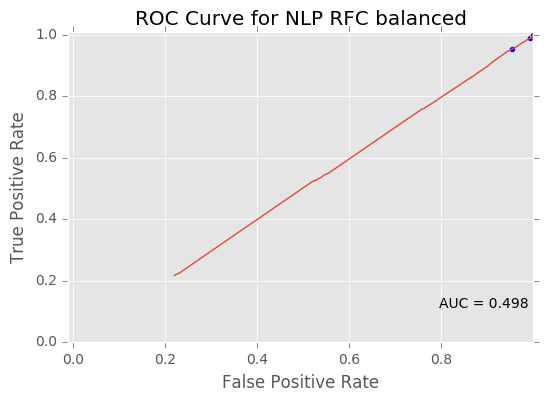 ROC Curve for NLP RFC balanced
1.0
0.8
0.6
0.4
0.2
0.0
True Positive Rate
AUC = 0.498
0.0 0.2 0.4 0.6 0.8
False Positive Rate